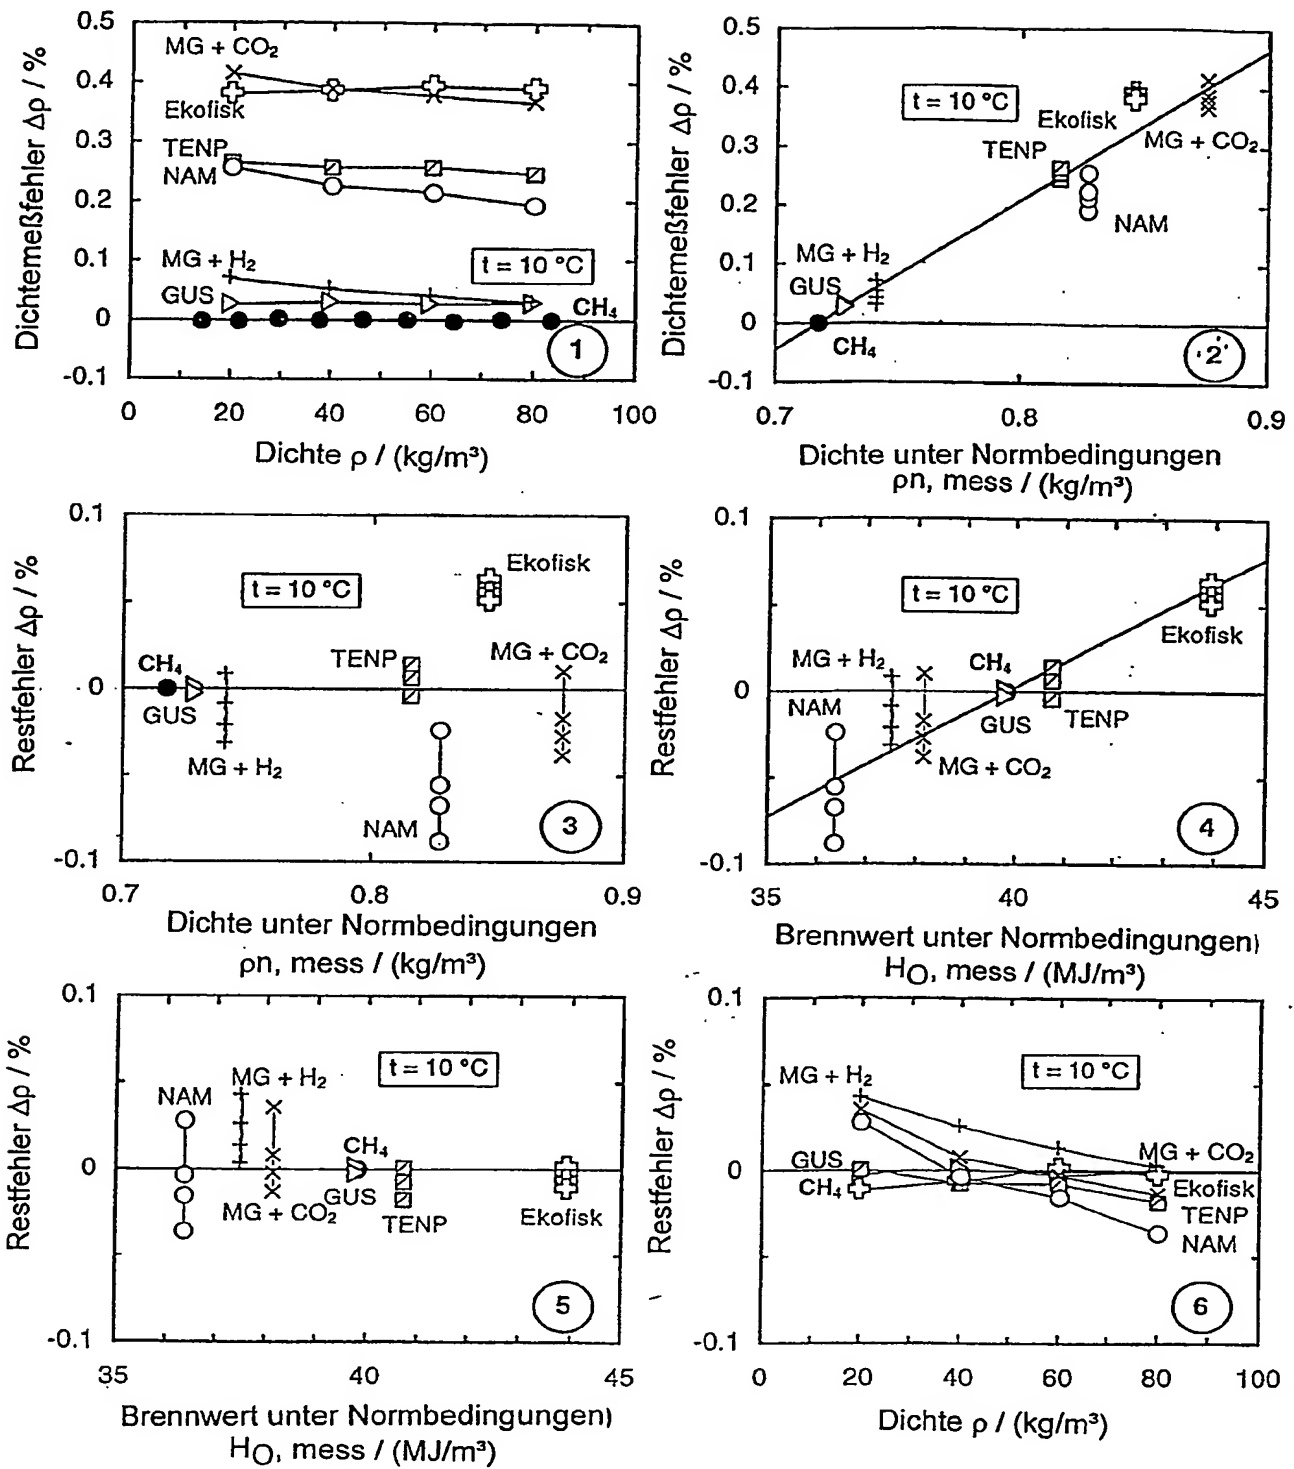 Dichtemeßfehler Δρ / %
0.5
0.4
0.3
0.2
0.1
0
-0.1
MG + CO₂
Ekofisk
TENP
NAM
MG + H₂
GUS
t = 10 °C
CH₄
1
0 20 40 60 80 100
Dichte ρ / (kg/m³)
Dichtemeßfehler Δρ / %
0.5
0.4
0.3
0.2
0.1
0
-0.1
t = 10 °C
Ekofisk
MG + CO₂
TENP
NAM
MG + H₂
GUS
CH₄
2
0.7 0.8 0.9
Dichte unter Normbedingungen
ρn, mess / (kg/m³)
Restfehler Δρ / %
0.1
0
-0.1
Ekofisk
t = 10 °C
CH₄
TENP
MG + CO₂
GUS
MG + H₂
NAM
3
0.7 0.8 0.9
Dichte unter Normbedingungen
ρn, mess / (kg/m³)
Restfehler Δρ / %
0.1
0
-0.1
t = 10 °C
Ekofisk
MG + H₂
CH₄
NAM
GUS
TENP
MG + CO₂
4
35 40 45
Brennwert unter Normbedingungen)
HO, mess / (MJ/m³)
Restfehler Δρ / %
0.1
0
-0.1
t = 10 °C
MG + H₂
NAM
CH₄
GUS
MG + CO₂
TENP
Ekofisk
5
35 40 45
Brennwert unter Normbedingungen)
HO, mess / (MJ/m³)
Restfehler Δρ / %
0.1
0
-0.1
t = 10 °C
MG + H₂
GUS
CH₄
MG + CO₂
Ekofisk
TENP
NAM
6
0 20 40 60 80 100
Dichte ρ / (kg/m³)